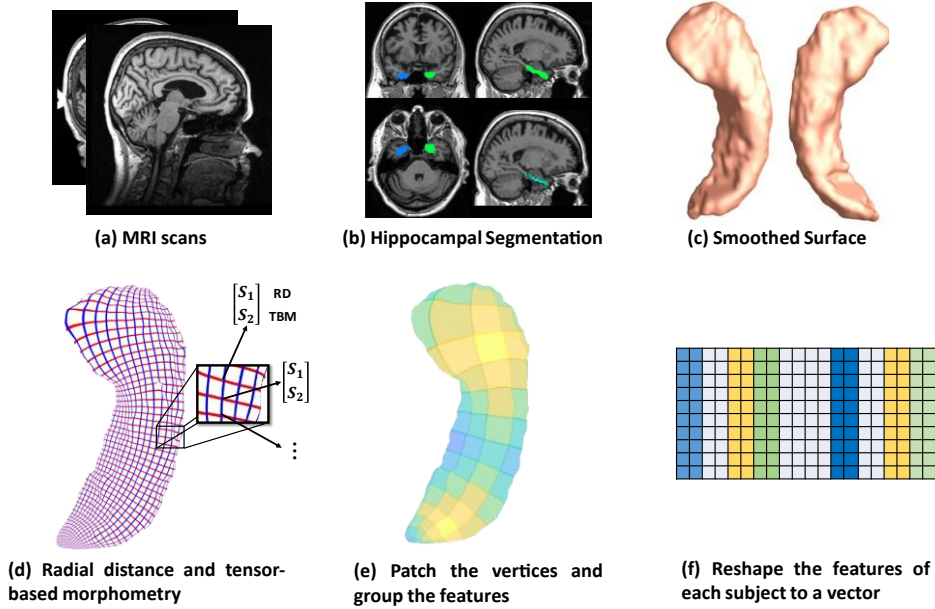 (a) MRI scans
(b) Hippocampal Segmentation
(c) Smoothed Surface
[S₁] RD
[S₂] TBM
[S₁]
[S₂]
⋮
(d) Radial distance and tensor-
based morphometry
(e) Patch the vertices and
group the features
(f) Reshape the features of
each subject to a vector